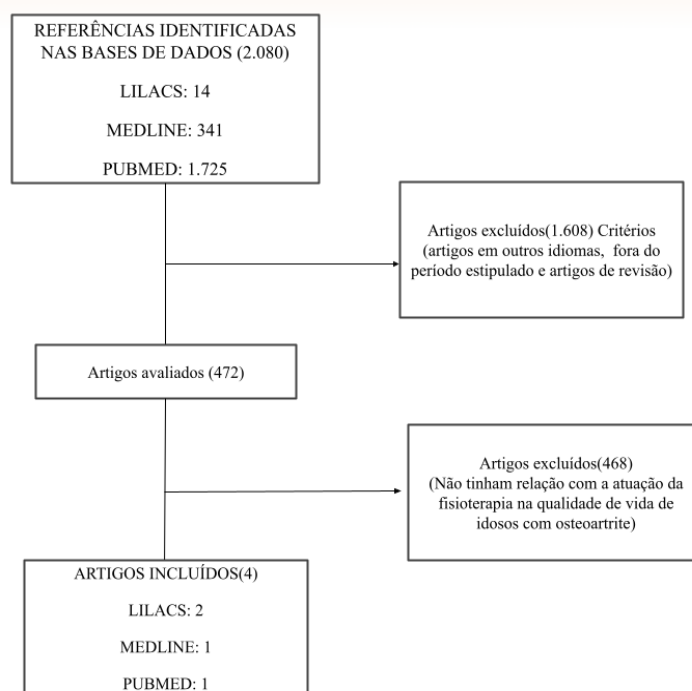 REFERÊNCIAS IDENTIFICADAS
NAS BASES DE DADOS (2.080)
LILACS: 14
MEDLINE: 341
PUBMED: 1.725
Artigos excluídos(1.608) Critérios
(artigos em outros idiomas, fora do
período estipulado e artigos de revisão)
Artigos avaliados (472)
Artigos excluídos(468)
(Não tinham relação com a atuação da
fisioterapia na qualidade de vida de
idosos com osteoartrite)
ARTIGOS INCLUÍDOS(4)
LILACS: 2
MEDLINE: 1
PUBMED: 1